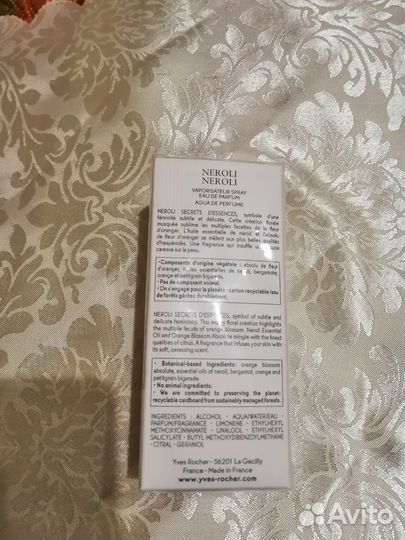 NEROLI
NEROLI
VAPORISATEUR SPRAY
EAU DE PARFUM
AGUA DE PERFUME
NEROLI SECRETS D'ESSENCES, symbole d'une
féminité subtile et délicate. Cette création florale
musquée sublime les multiples facettes de la fleur
d'oranger. L'huile essentielle de néroli et l'absolu
de fleur d'oranger se mêlent aux plus belles qualités
d'hespéridés. Une fragrance qui insuffle une
caresse sur la peau.
• Composants d'origine végétale : absolu de fleur
d'oranger, huiles essentielles de néroli, bergamote,
orange et petitgrain bigarade.
• Pas de composant animal.
• On s'engage pour la planète : carton recyclable issu
de forêts gérées durablement.
NEROLI SECRETS D'ESSENCES, symbol of subtle and
delicate femininity. This musky floral creation highlights
the multiple facets of orange blossom. Neroli Essential
Oil and Orange Blossom Absolute mingle with the finest
qualities of citrus. A fragrance that infuses your skin with
its soft, caressing scent.
• Botanical-based ingredients: orange blossom
absolute, essential oils of neroli, bergamot, orange and
petitgrain bigarade.
• No animal ingredients.
• We are committed to preserving the planet:
recyclable cardboard from sustainably managed forests.
INGREDIENTS : ALCOHOL • AQUA/WATER/EAU •
PARFUM/FRAGRANCE • LIMONENE • ETHYLHEXYL
METHOXYCINNAMATE • LINALOOL • ETHYLHEXYL
SALICYLATE • BUTYL METHOXYDIBENZOYLMETHANE
• CITRAL • GERANIOL
Yves Rocher - 56201 La Gacilly
France - Made in France
www.yves-rocher.com
Avito